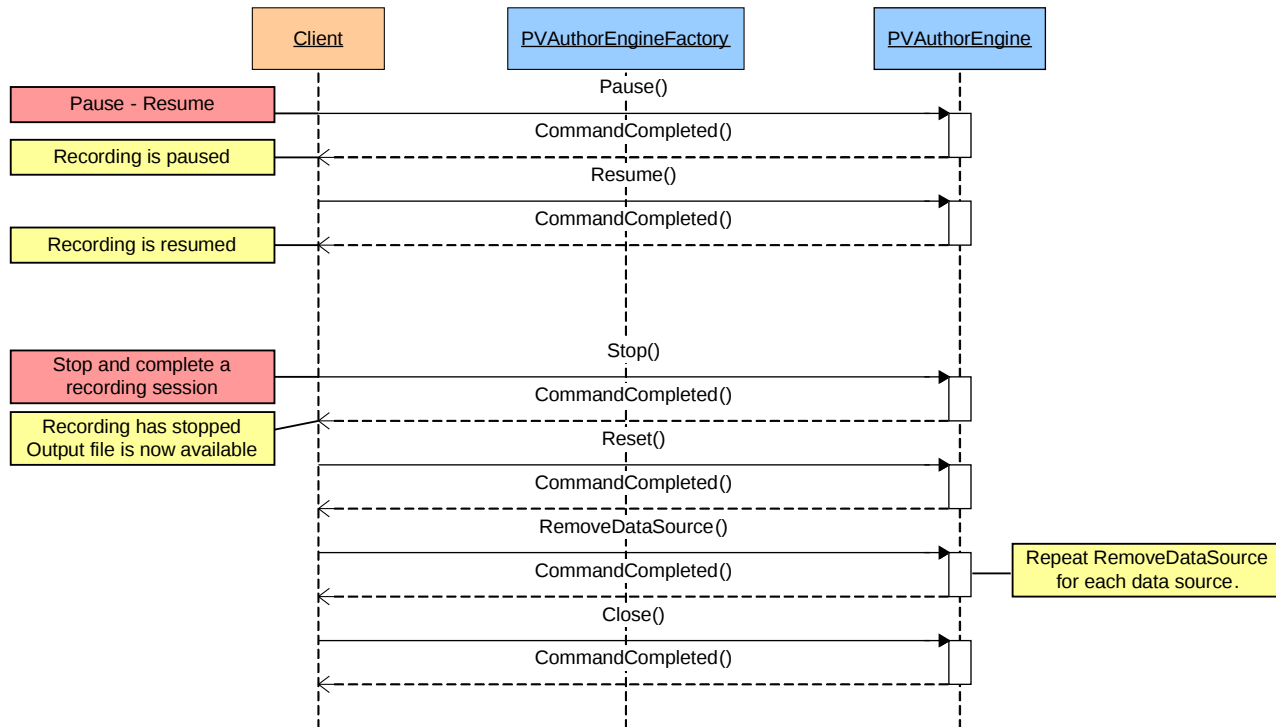 Client
PVAuthorEngineFactory
PVAuthorEngine
Pause()
Pause - Resume
CommandCompleted()
Recording is paused
Resume()
CommandCompleted()
Recording is resumed
Stop()
Stop and complete a
recording session
CommandCompleted()
Recording has stopped
Output file is now available
Reset()
CommandCompleted()
RemoveDataSource()
Repeat RemoveDataSource
for each data source.
CommandCompleted()
Close()
CommandCompleted()